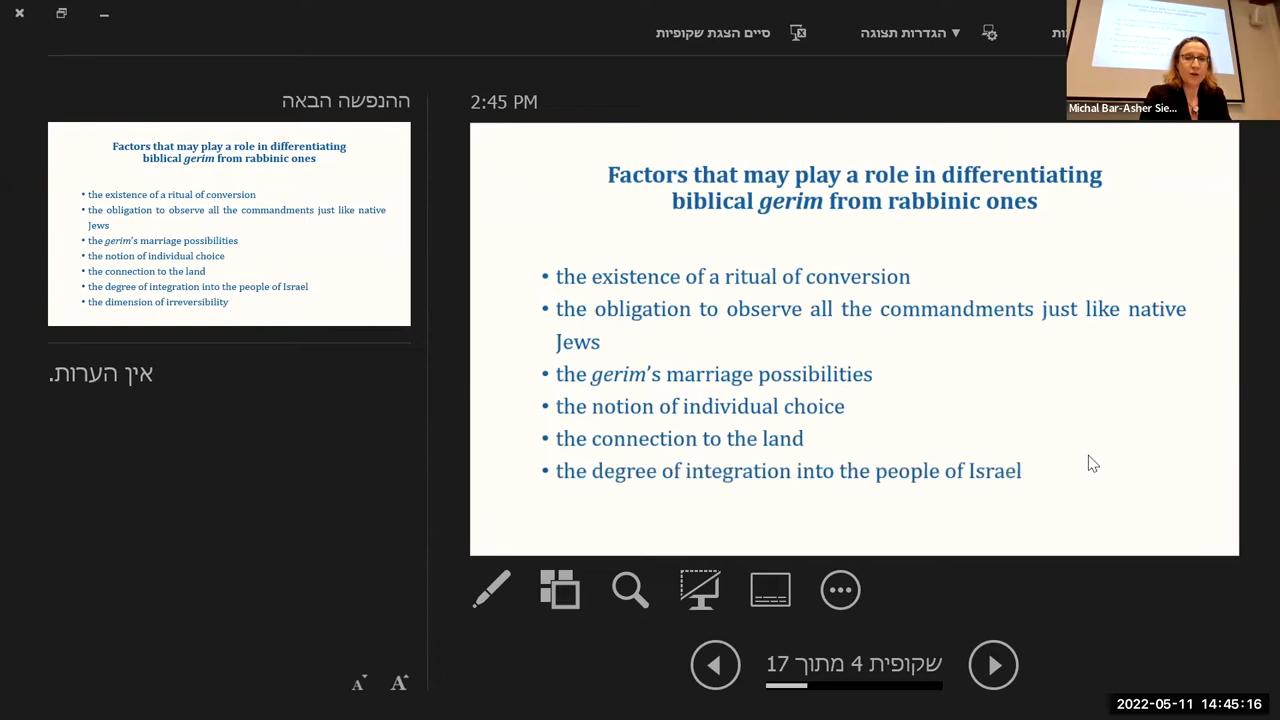 סיים הצגת שקופיות
הגדרות תצוגה ▼
Michal Bar-Asher Sie...
ההנפשה הבאה
Factors that may play a role in differentiating
biblical gerim from rabbinic ones
• the existence of a ritual of conversion
• the obligation to observe all the commandments just like native
Jews
• the gerim's marriage possibilities
• the notion of individual choice
• the connection to the land
• the degree of integration into the people of Israel
• the dimension of irreversibility
אין הערות.
2:45 PM
Factors that may play a role in differentiating
biblical gerim from rabbinic ones
• the existence of a ritual of conversion
• the obligation to observe all the commandments just like native
Jews
• the gerim's marriage possibilities
• the notion of individual choice
• the connection to the land
• the degree of integration into the people of Israel
שקופית 4 מתוך 17
A A
2022-05-11 14:45:16